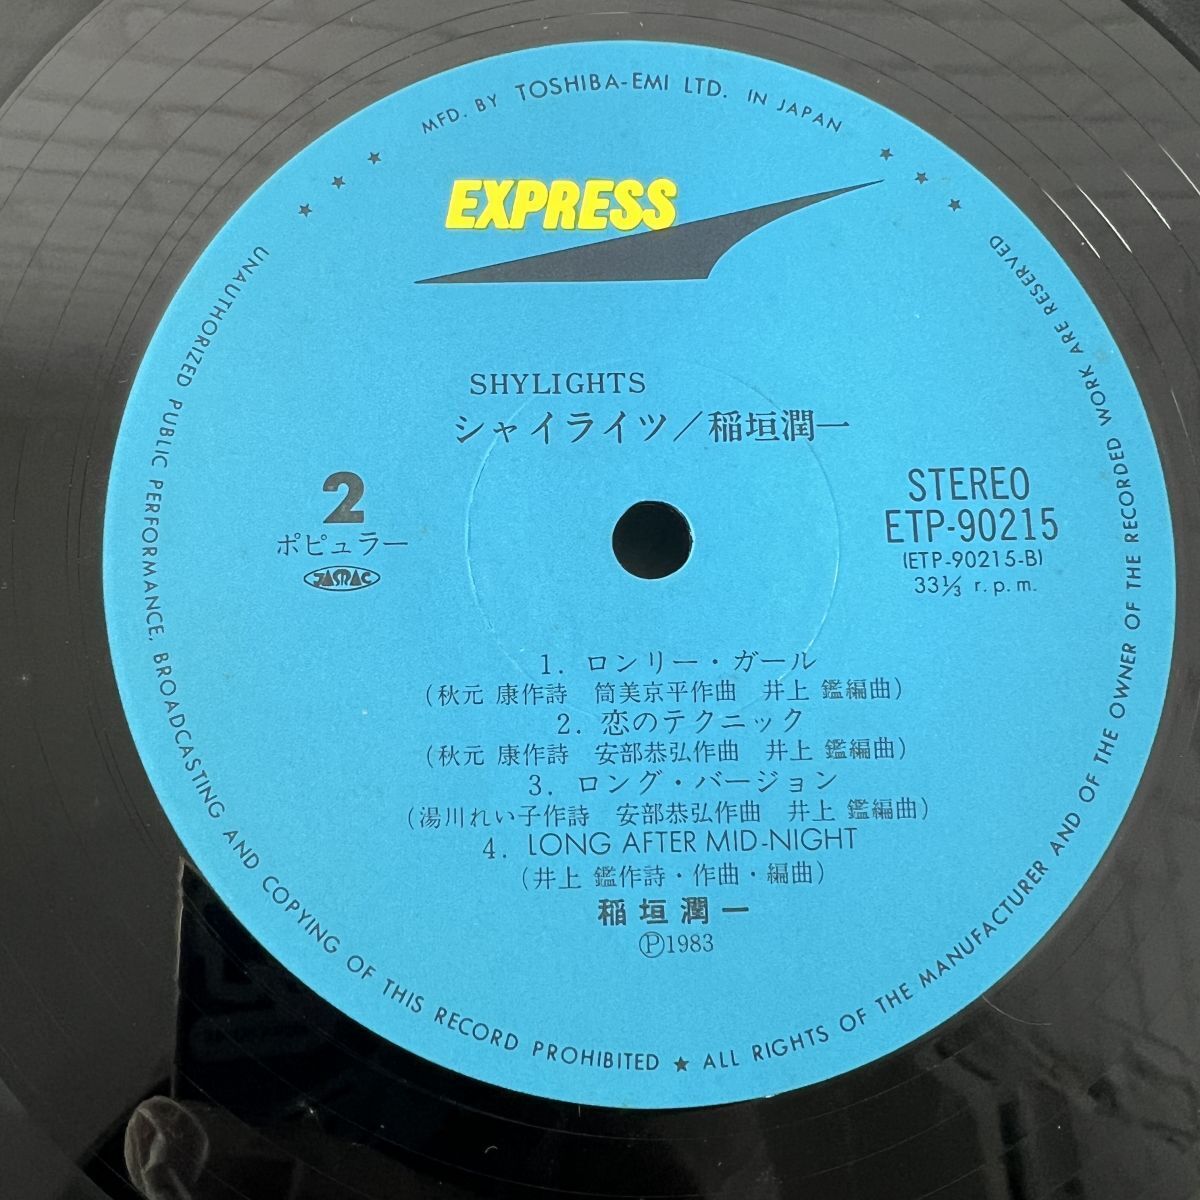 MFD. BY TOSHIBA-EMI LTD. IN JAPAN
EXPRESS
SHYLIGHTS
シャイライツ／稲垣潤一
2
ポピュラー
JASRAC
STEREO
ETP-90215
(ETP-90215-B)
33⅓ r.p.m.
1. ロンリー・ガール
(秋元 康作詩 筒美京平作曲 井上 鑑編曲)
2. 恋のテクニック
(秋元 康作詩 安部恭弘作曲 井上 鑑編曲)
3. ロング・バージョン
(湯川れい子作詩 安部恭弘作曲 井上 鑑編曲)
4. LONG AFTER MID-NIGHT
(井上 鑑作詩・作曲・編曲)
稲垣潤一
Ⓟ1983
UNAUTHORIZED PUBLIC PERFORMANCE, BROADCASTING AND COPYING OF THIS RECORD PROHIBITED ★ ALL RIGHTS OF THE MANUFACTURER AND OF THE OWNER OF THE RECORDED WORK ARE RESERVED